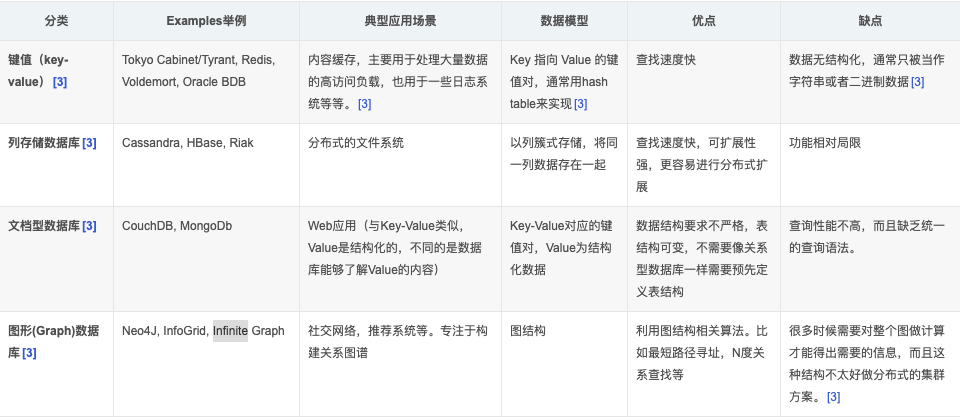 分类
Examples举例
典型应用场景
数据模型
优点
缺点
键值（key-
value）[3]
Tokyo Cabinet/Tyrant, Redis,
Voldemort, Oracle BDB
内容缓存，主要用于处理大量数据
的高访问负载，也用于一些日志系
统等等。[3]
Key 指向 Value 的键
值对，通常用hash
table来实现 [3]
查找速度快
数据无结构化，通常只被当作
字符串或者二进制数据 [3]
列存储数据库 [3]
Cassandra, HBase, Riak
分布式的文件系统
以列簇式存储，将同
一列数据存在一起
查找速度快，可扩展性
强，更容易进行分布式扩
展
功能相对局限
文档型数据库 [3]
CouchDB, MongoDb
Web应用（与Key-Value类似，
Value是结构化的，不同的是数据
库能够了解Value的内容）
Key-Value对应的键
值对，Value为结构
化数据
数据结构要求不严格，表
结构可变，不需要像关系
型数据库一样需要预先定
义表结构
查询性能不高，而且缺乏统一
的查询语法。
图形(Graph)数据
库 [3]
Neo4J, InfoGrid, Infinite Graph
社交网络，推荐系统等。专注于构
建关系图谱
图结构
利用图结构相关算法。比
如最短路径寻址，N度关
系查找等
很多时候需要对整个图做计算
才能得出需要的信息，而且这
种结构不太好做分布式的集群
方案。[3]